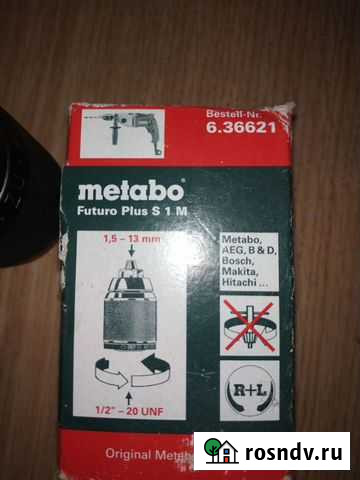 Bestell-Nr.
6.36621
metabo
Futuro Plus S 1 M
1,5 – 13 mm
Metabo,
AEG, B & D,
Bosch,
Makita,
Hitachi ...
R+L
1/2" – 20 UNF
Original
rosndv.ru